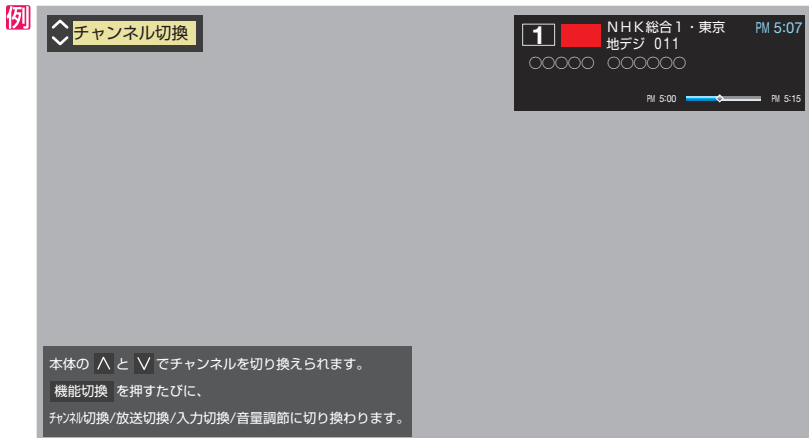 例
チャンネル切換
1 NHK総合1・東京 PM 5:07
地デジ 011
○○○○○ ○○○○○○
PM 5:00 PM 5:15
本体の ∧ と ∨ でチャンネルを切り換えられます。
機能切換 を押すたびに、
ﾁｬﾝﾈﾙ切換/放送切換/入力切換/音量調節に切り換わります。